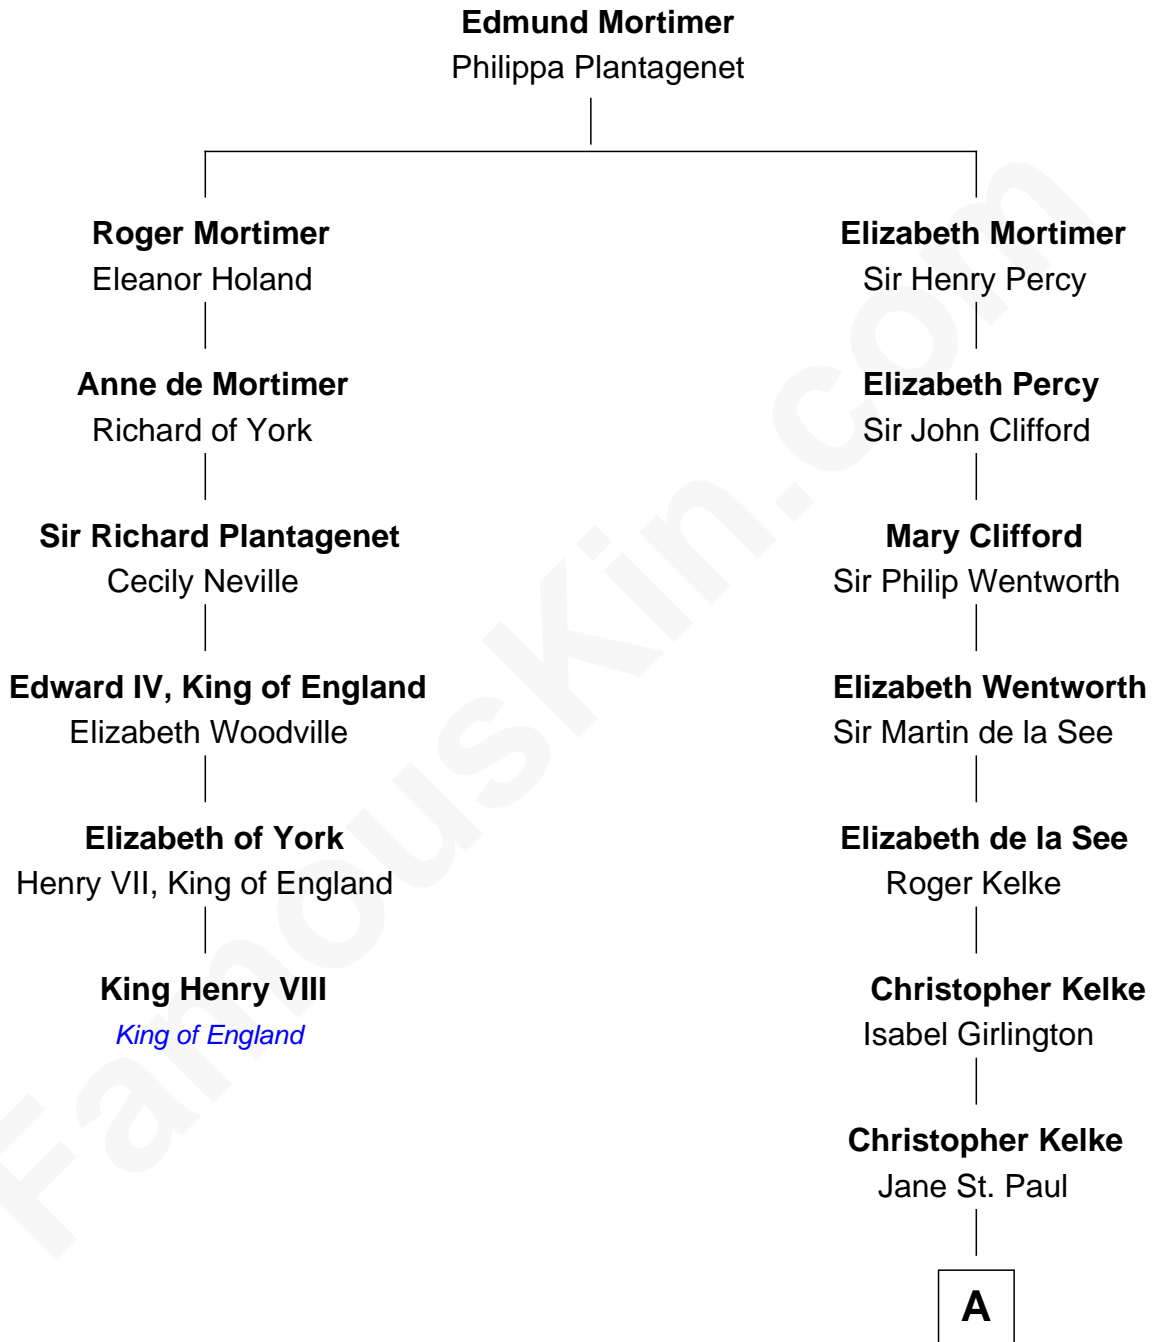 Edmund Mortimer
Philippa Plantagenet
Roger Mortimer
Eleanor Holand
Anne de Mortimer
Richard of York
Sir Richard Plantagenet
Cecily Neville
Edward IV, King of England
Elizabeth Woodville
Elizabeth of York
Henry VII, King of England
King Henry VIII
King of England
Elizabeth Mortimer
Sir Henry Percy
Elizabeth Percy
Sir John Clifford
Mary Clifford
Sir Philip Wentworth
Elizabeth Wentworth
Sir Martin de la See
Elizabeth de la See
Roger Kelke
Christopher Kelke
Isabel Girlington
Christopher Kelke
Jane St. Paul
A
FamousKin.com